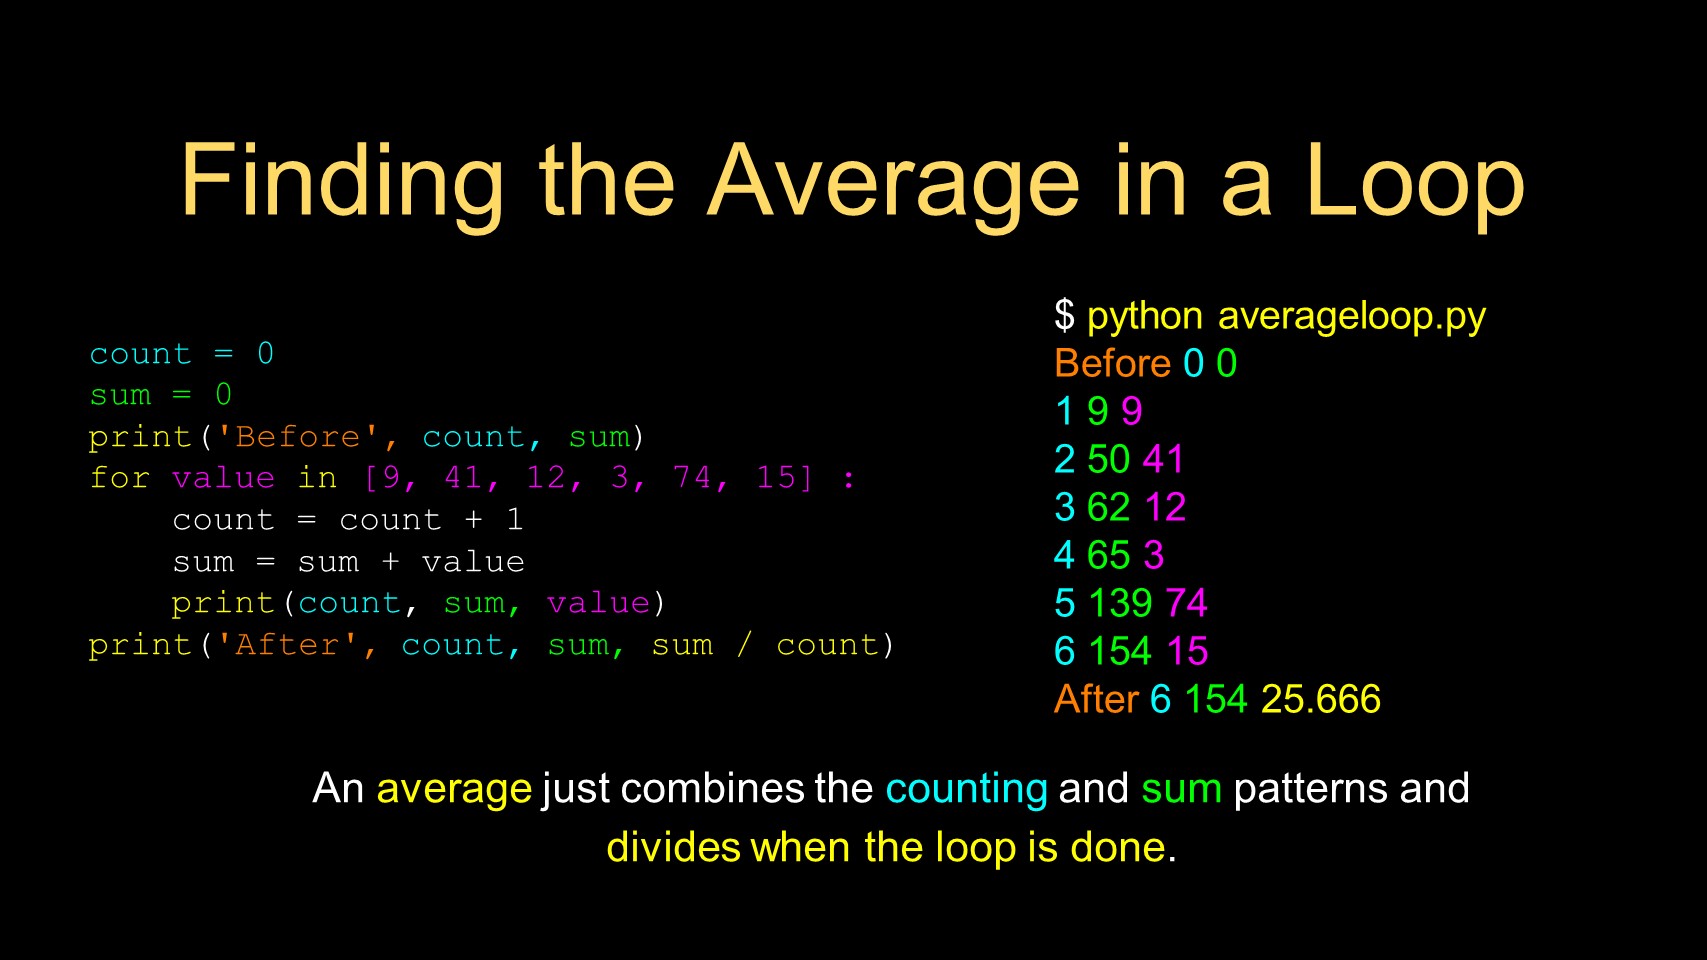 Finding the Average in a Loop
count = 0
sum = 0
print('Before', count, sum)
for value in [9, 41, 12, 3, 74, 15] :
    count = count + 1
    sum = sum + value
    print(count, sum, value)
print('After', count, sum, sum / count)
$ python averageloop.py
Before 0 0
1 9 9
2 50 41
3 62 12
4 65 3
5 139 74
6 154 15
After 6 154 25.666
An average just combines the counting and sum patterns and
divides when the loop is done.